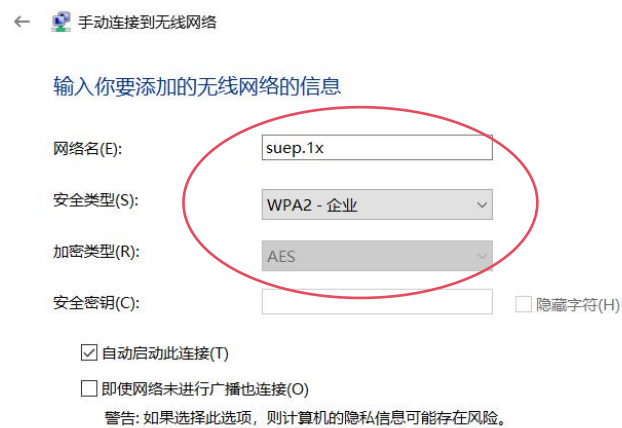 手动连接到无线网络
输入你要添加的无线网络的信息
网络名(E): suep.1x
安全类型(S): WPA2 - 企业
加密类型(R): AES
安全密钥(C): 隐藏字符(H)
自动启动此连接(T)
即使网络未进行广播也连接(O)
警告: 如果选择此选项，则计算机的隐私信息可能存在风险。